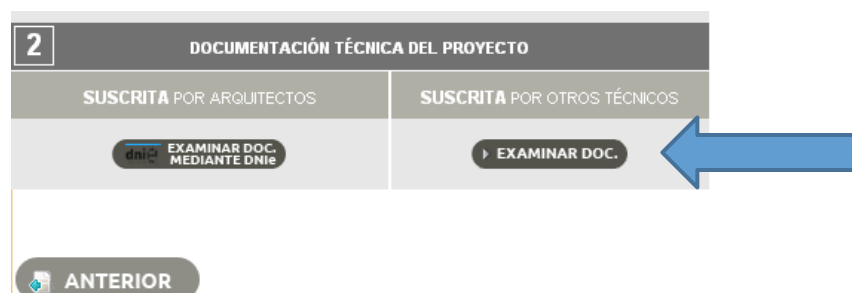 2 DOCUMENTACIÓN TÉCNICA DEL PROYECTO
SUSCRITA POR ARQUITECTOS SUSCRITA POR OTROS TÉCNICOS
dnie EXAMINAR DOC.
MEDIANTE DNIe
EXAMINAR DOC.
ANTERIOR